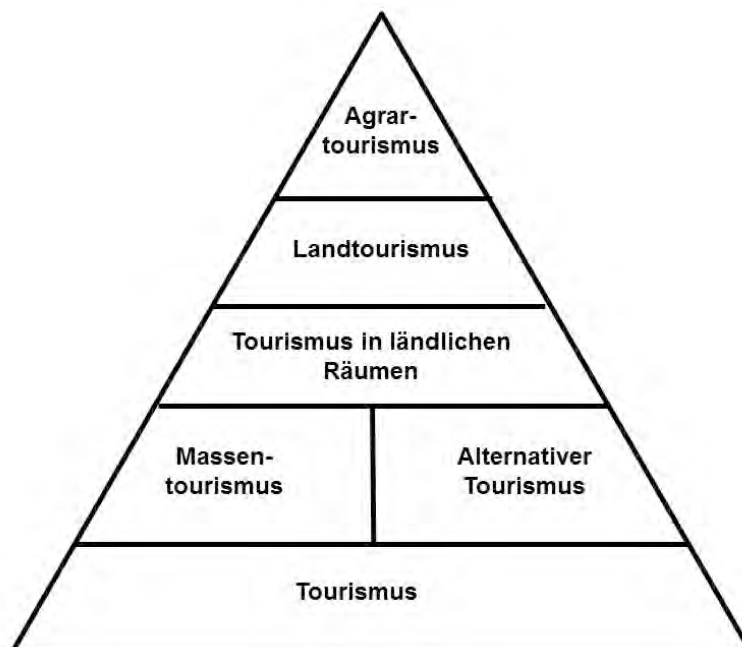 Agrar-
tourismus
Landtourismus
Tourismus in ländlichen
Räumen
Massen-
tourismus
Alternativer
Tourismus
Tourismus